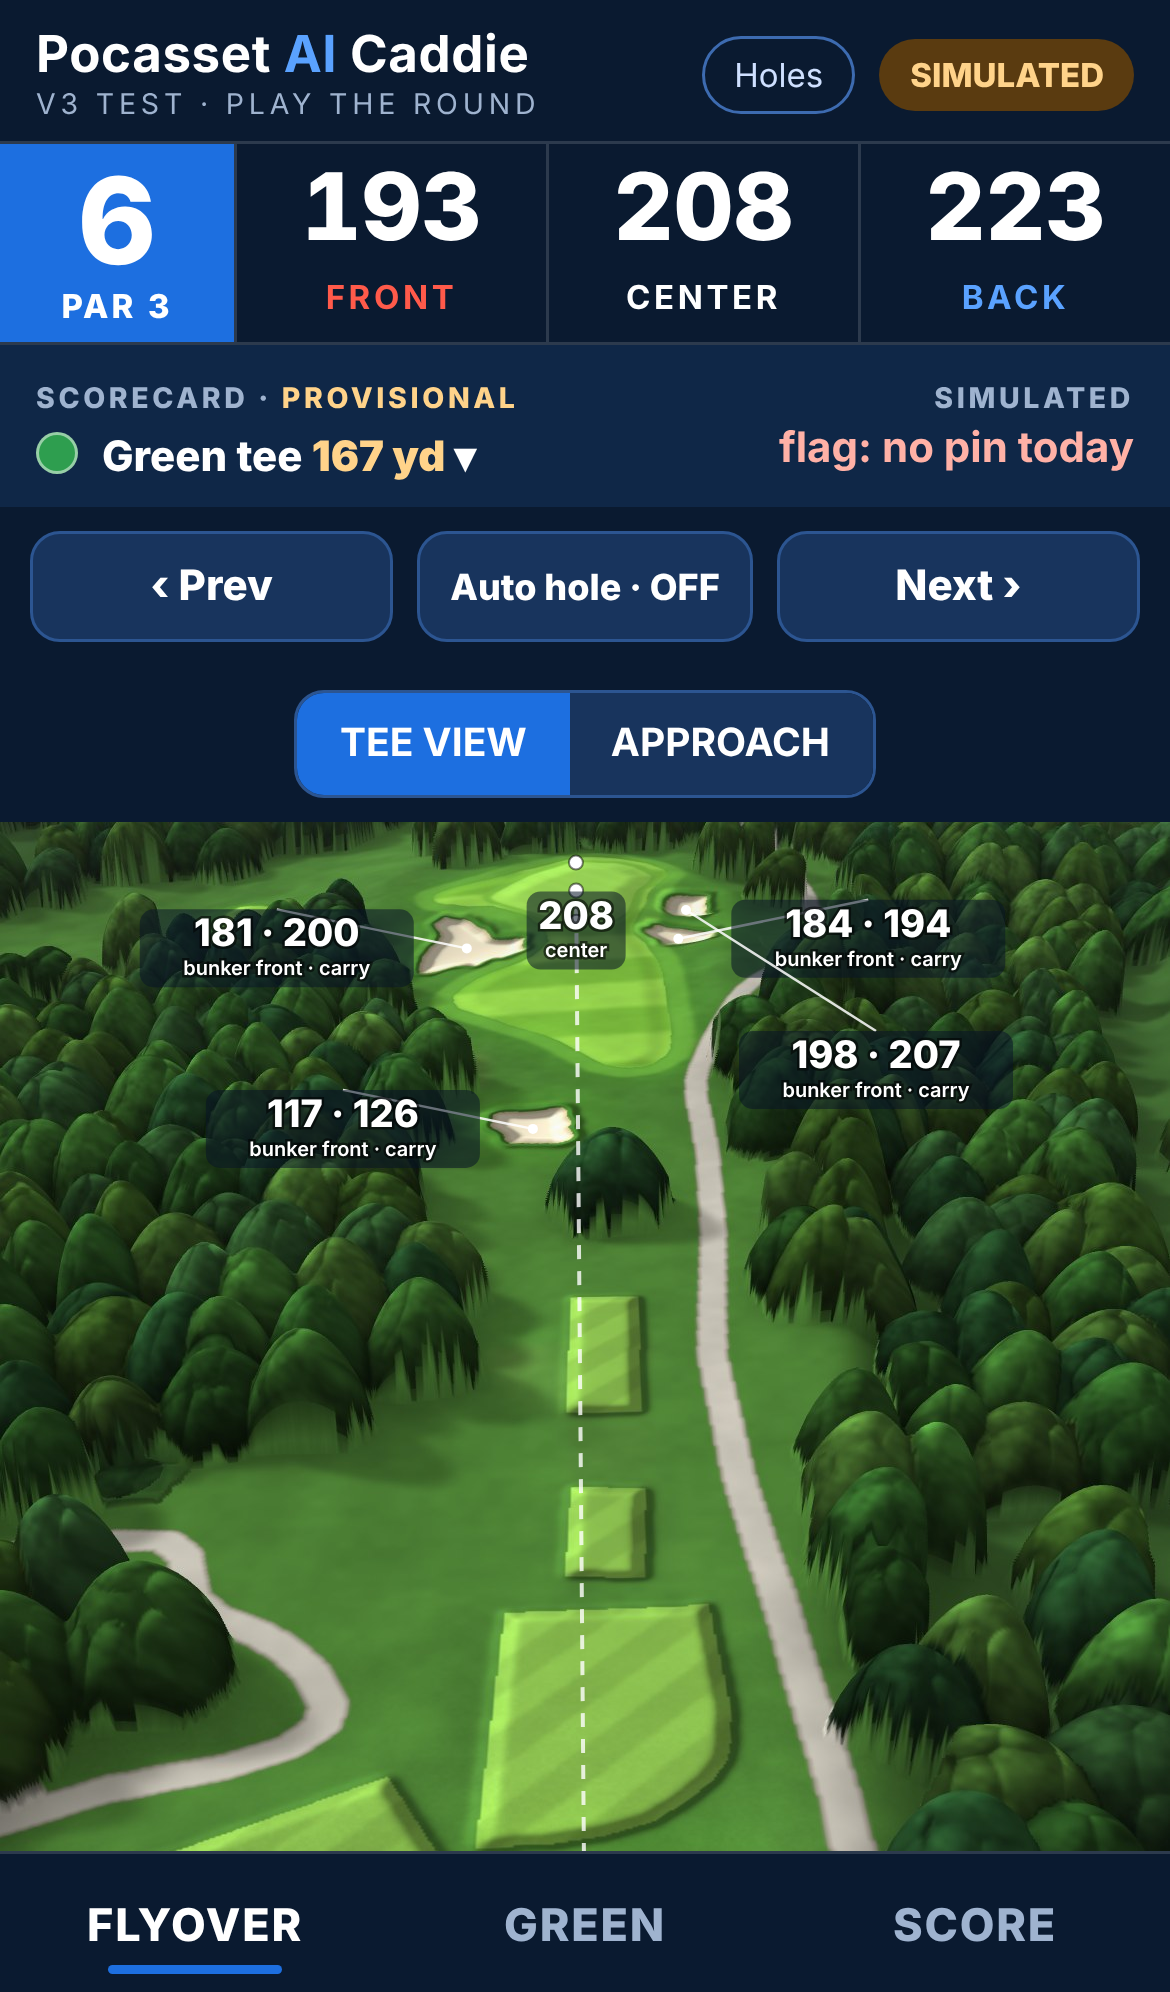 Pocasset AI Caddie
V3 TEST · PLAY THE ROUND
Holes
SIMULATED
6
PAR 3
193
FRONT
208
CENTER
223
BACK
SCORECARD · PROVISIONAL
Green tee 167 yd ▼
SIMULATED
flag: no pin today
‹ Prev
Auto hole · OFF
Next ›
TEE VIEW
APPROACH
181 · 200
bunker front · carry
208
center
184 · 194
bunker front · carry
198 · 207
bunker front · carry
117 · 126
bunker front · carry
FLYOVER
GREEN
SCORE